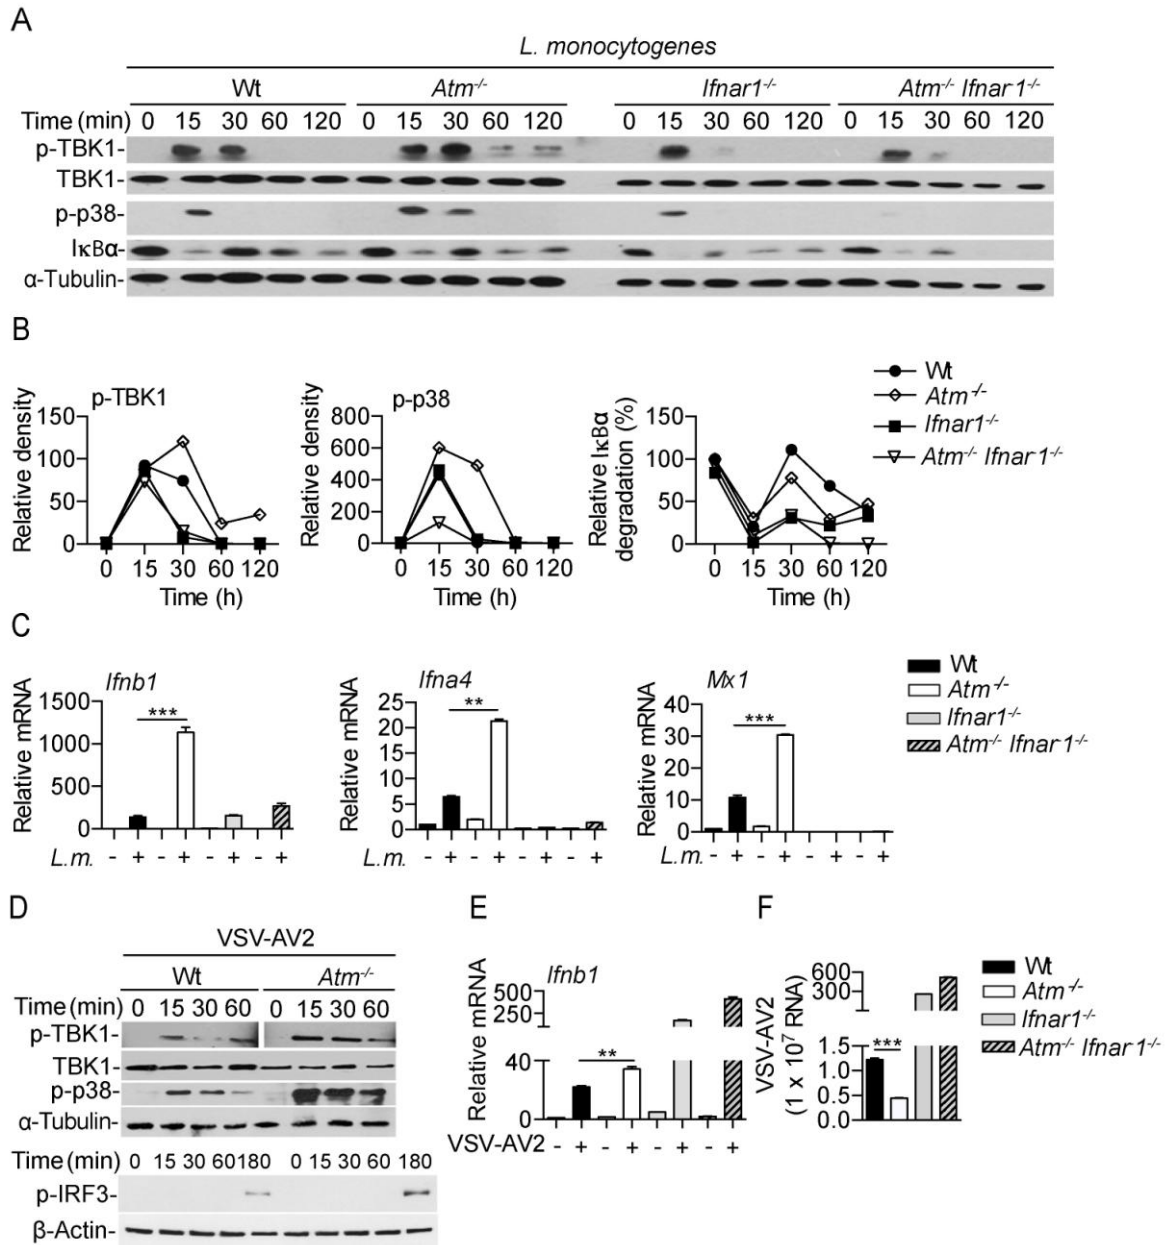 A
L. monocytogenes
Wt Atm-/- Ifnar1-/- Atm-/- Ifnar1-/-
Time (min) 0 15 30 60 120 0 15 30 60 120 0 15 30 60 120 0 15 30 60 120
p-TBK1-
TBK1-
p-p38-
IκBα-
α-Tubulin-
B
p-TBK1
Relative density
150
100
50
0
0 15 30 60 120
Time (h)
p-p38
Relative density
800
600
400
200
0
0 15 30 60 120
Time (h)
Relative IκBα
degradation (%)
150
100
50
0
0 15 30 60 120
Time (h)
Wt
Atm-/-
Ifnar1-/-
Atm-/- Ifnar1-/-
C
Ifnb1
Relative mRNA
1500
1000
500
0
***
L.m. - + - + - + - +
Ifna4
Relative mRNA
25
20
15
10
5
0
**
- + - + - + - +
Mx1
Relative mRNA
40
30
20
10
0
***
L.m. - + - + - + - +
Wt
Atm-/-
Ifnar1-/-
Atm-/- Ifnar1-/-
D
VSV-AV2
Wt Atm-/-
Time (min) 0 15 30 60 0 15 30 60
p-TBK1-
TBK1-
p-p38-
α-Tubulin-
Time (min) 0 15 30 60 180 0 15 30 60 180
p-IRF3-
β-Actin-
E
Ifnb1
Relative mRNA
500
250
40
0
**
VSV-AV2 - + - + - + - +
F
VSV-AV2
(1 x 10⁷ RNA)
600
300
1.5
1.0
0.5
0.0
***
Wt
Atm-/-
Ifnar1-/-
Atm-/- Ifnar1-/-